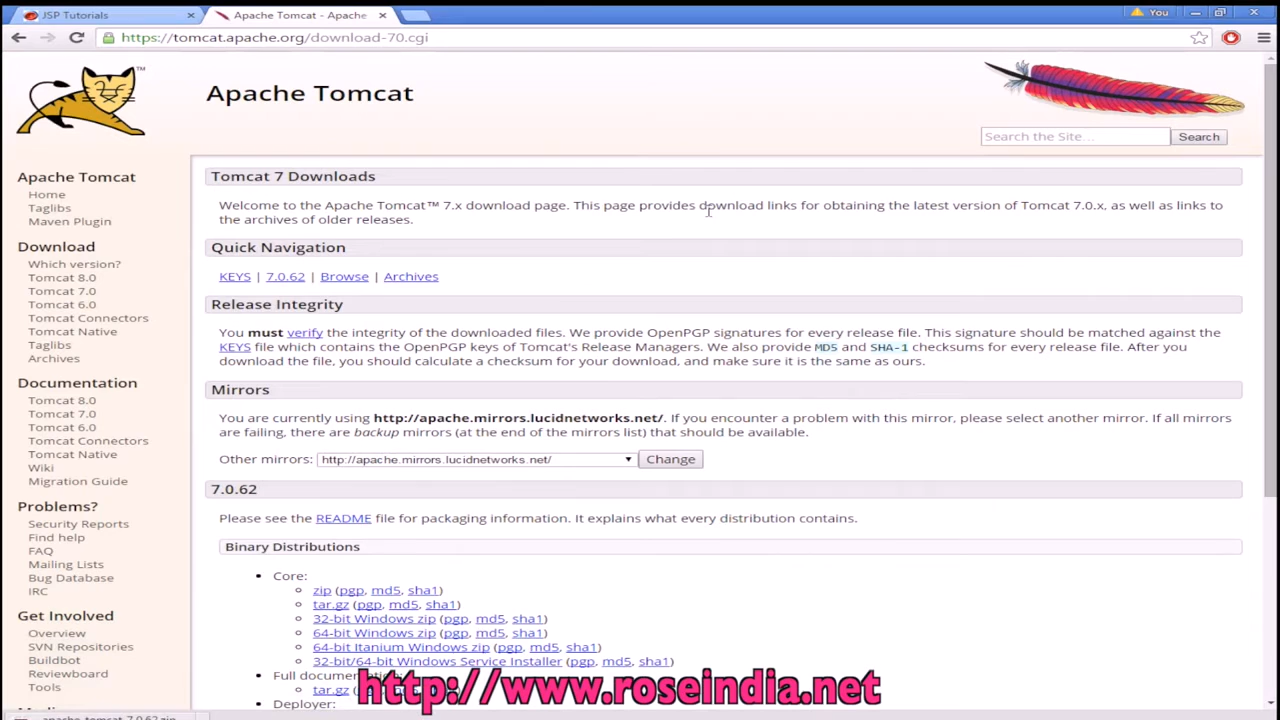 JSP Tutorials
Apache Tomcat - Apache
You
https://tomcat.apache.org/download-70.cgi
TM
Apache Tomcat
Search the Site...
Search
Apache Tomcat
Home
Taglibs
Maven Plugin
Download
Which version?
Tomcat 8.0
Tomcat 7.0
Tomcat 6.0
Tomcat Connectors
Tomcat Native
Taglibs
Archives
Documentation
Tomcat 8.0
Tomcat 7.0
Tomcat 6.0
Tomcat Connectors
Tomcat Native
Wiki
Migration Guide
Problems?
Security Reports
Find help
FAQ
Mailing Lists
Bug Database
IRC
Get Involved
Overview
SVN Repositories
Buildbot
Reviewboard
Tools
Tomcat 7 Downloads
Welcome to the Apache Tomcat™ 7.x download page. This page provides download links for obtaining the latest version of Tomcat 7.0.x, as well as links to
the archives of older releases.
Quick Navigation
KEYS | 7.0.62 | Browse | Archives
Release Integrity
You must verify the integrity of the downloaded files. We provide OpenPGP signatures for every release file. This signature should be matched against the
KEYS file which contains the OpenPGP keys of Tomcat's Release Managers. We also provide MD5 and SHA-1 checksums for every release file. After you
download the file, you should calculate a checksum for your download, and make sure it is the same as ours.
Mirrors
You are currently using http://apache.mirrors.lucidnetworks.net/. If you encounter a problem with this mirror, please select another mirror. If all mirrors
are failing, there are backup mirrors (at the end of the mirrors list) that should be available.
Other mirrors: http://apache.mirrors.lucidnetworks.net/ Change
7.0.62
Please see the README file for packaging information. It explains what every distribution contains.
Binary Distributions
Core:
zip (pgp, md5, sha1)
tar.gz (pgp, md5, sha1)
32-bit Windows zip (pgp, md5, sha1)
64-bit Windows zip (pgp, md5, sha1)
64-bit Itanium Windows zip (pgp, md5, sha1)
32-bit/64-bit Windows Service Installer (pgp, md5, sha1)
Full documentation:
tar.gz
Deployer:
http://www.roseindia.net
apache-tomcat-7.0.62.zip